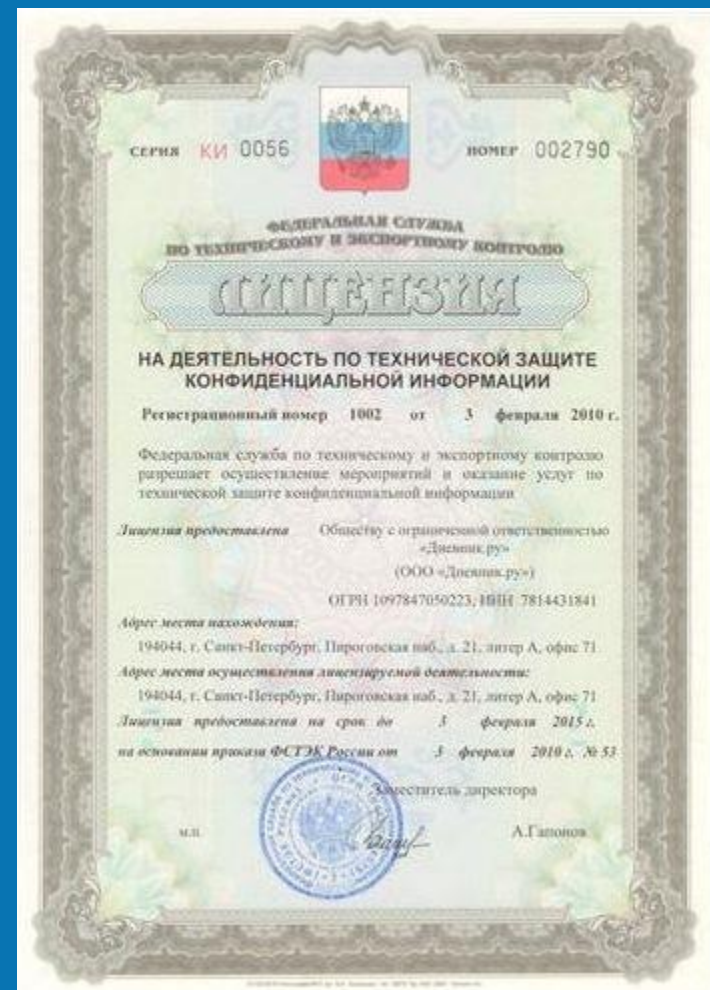 СЕРИЯ КИ 0056 НОМЕР 002790
ФЕДЕРАЛЬНАЯ СЛУЖБА
ПО ТЕХНИЧЕСКОМУ И ЭКСПОРТНОМУ КОНТРОЛЮ
ЛИЦЕНЗИЯ
НА ДЕЯТЕЛЬНОСТЬ ПО ТЕХНИЧЕСКОЙ ЗАЩИТЕ
КОНФИДЕНЦИАЛЬНОЙ ИНФОРМАЦИИ
Регистрационный номер 1002 от 3 февраля 2010 г.
Федеральная служба по техническому и экспортному контролю
разрешает осуществление мероприятий и оказание услуг по
технической защите конфиденциальной информации
Лицензия предоставлена Обществу с ограниченной ответственностью
«Дневник.ру»
(ООО «Дневник.ру»)
ОГРН 1097847050223, ИНН 7814431841
Адрес места нахождения:
194044, г. Санкт-Петербург, Пироговская наб., д. 21, литер А, офис 71
Адрес места осуществления лицензируемой деятельности:
194044, г. Санкт-Петербург, Пироговская наб., д. 21, литер А, офис 71
Лицензия предоставлена на срок до 3 февраля 2015 г.
на основании приказа ФСТЭК России от 3 февраля 2010 г. № 53
Заместитель директора
м.п. А.Гапонов